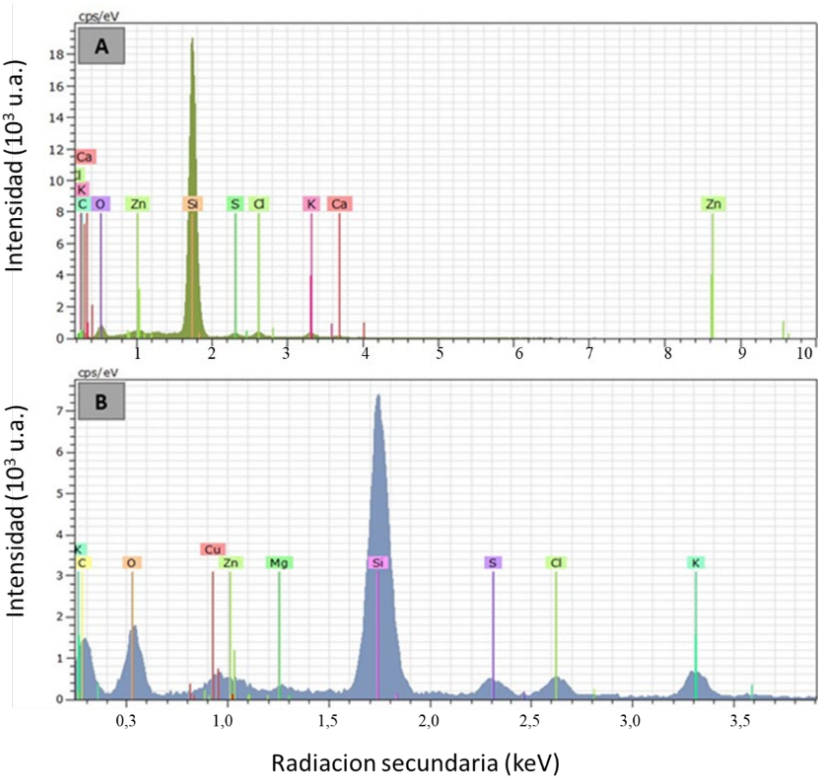 cps/eV
A
Intensidad (10³ u.a.)
18
16
14
12
10
8
6
4
2
0
Ca
K
C O Zn Si S Cl K Ca Zn
1 2 3 4 5 6 7 8 9 10
cps/eV
B
Intensidad (10³ u.a.)
7
6
5
4
3
2
1
0
K Cu
C O Zn Mg Si S Cl K
0,3 1,0 1,5 2,0 2,5 3,0 3,5
Radiacion secundaria (keV)